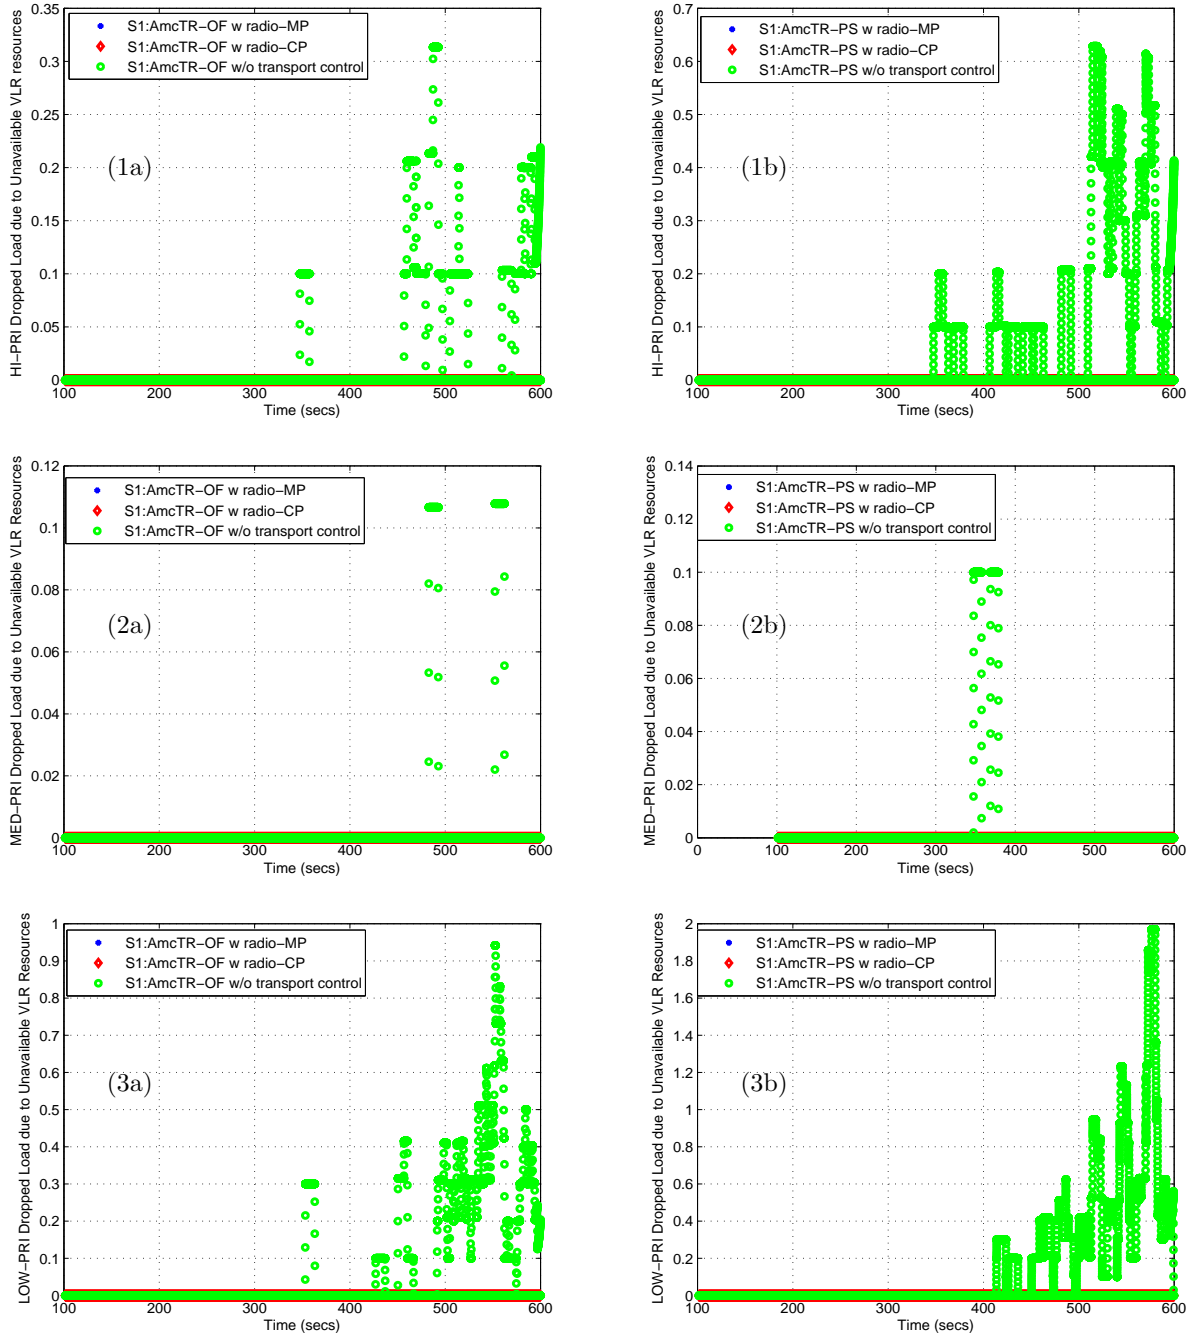 HI−PRI Dropped Load due to Unavailable VLR resources
0.35
0.3
0.25
0.2
0.15
0.1
0.05
0
S1:AmcTR−OF w radio−MP
S1:AmcTR−OF w radio−CP
S1:AmcTR−OF w/o transport control
(1a)
100 200 300 400 500 600
Time (secs)
HI−PRI Dropped Load due to Unavailable VLR Resources
0.7
0.6
0.5
0.4
0.3
0.2
0.1
0
S1:AmcTR−PS w radio−MP
S1:AmcTR−PS w radio−CP
S1:AmcTR−PS w/o transport control
(1b)
100 200 300 400 500 600
Time (secs)
MED−PRI Dropped Load due to Unavailable VLR Resources
0.12
0.1
0.08
0.06
0.04
0.02
0
S1:AmcTR−OF w radio−MP
S1:AmcTR−OF w radio−CP
S1:AmcTR−OF w/o transport control
(2a)
100 200 300 400 500 600
Time (secs)
MED−PRI Dropped Load due to Unavailable VLR Resources
0.14
0.12
0.1
0.08
0.06
0.04
0.02
0
S1:AmcTR−PS w radio−MP
S1:AmcTR−PS w radio−CP
S1:AmcTR−PS w/o transport control
(2b)
0 100 200 300 400 500 600
Time (secs)
LOW−PRI Dropped Load due to Unavailable VLR Resources
1
0.9
0.8
0.7
0.6
0.5
0.4
0.3
0.2
0.1
0
S1:AmcTR−OF w radio−MP
S1:AmcTR−OF w radio−CP
S1:AmcTR−OF w/o transport control
(3a)
100 200 300 400 500 600
Time (secs)
LOW−PRI Dropped Load due to Unavailable VLR Resources
2
1.8
1.6
1.4
1.2
1
0.8
0.6
0.4
0.2
0
S1:AmcTR−PS w radio−MP
S1:AmcTR−PS w radio−CP
S1:AmcTR−PS w/o transport control
(3b)
100 200 300 400 500 600
Time (secs)